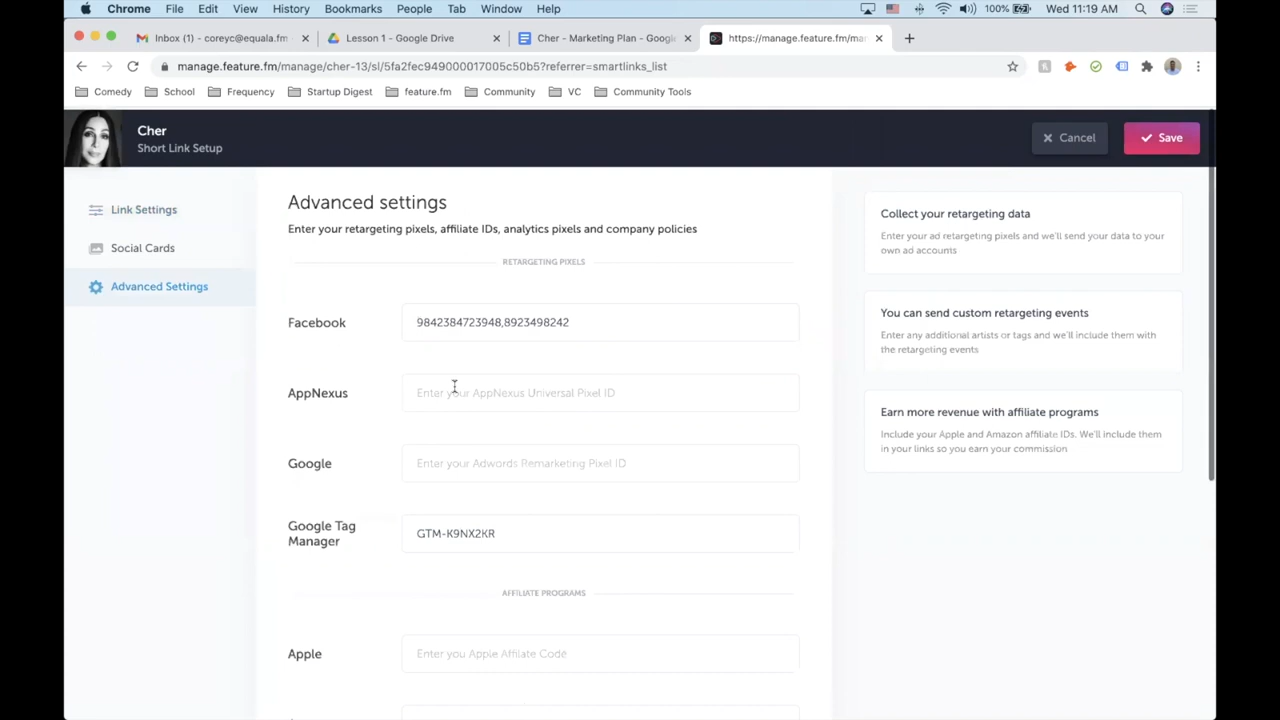 Chrome File Edit View History Bookmarks People Tab Window Help 100% Wed 11:19 AM
Inbox (1) - coreyc@equala.fm Lesson 1 - Google Drive Cher - Marketing Plan - Google https://manage.feature.fm/mar
manage.feature.fm/manage/cher-13/sl/5fa2fec949000017005c50b5?referrer=smartlinks_list
Comedy School Frequency Startup Digest feature.fm Community VC Community Tools
Cher
Short Link Setup
Cancel
Save
Link Settings
Social Cards
Advanced Settings
Advanced settings
Enter your retargeting pixels, affiliate IDs, analytics pixels and company policies
RETARGETING PIXELS
Facebook
9842384723948,8923498242
AppNexus
Enter your AppNexus Universal Pixel ID
Google
Enter your Adwords Remarketing Pixel ID
Google Tag
Manager
GTM-K9NX2KR
AFFILIATE PROGRAMS
Apple
Enter you Apple Affilate Code
Collect your retargeting data
Enter your ad retargeting pixels and we'll send your data to your
own ad accounts
You can send custom retargeting events
Enter any additional artists or tags and we'll include them with
the retargeting events
Earn more revenue with affiliate programs
Include your Apple and Amazon affiliate IDs. We'll include them
in your links so you earn your commission